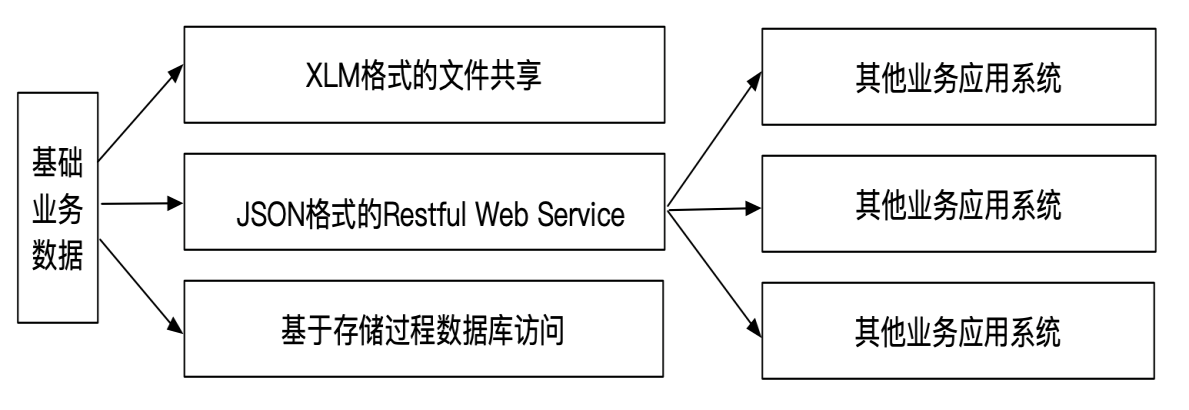 基础
业务
数据
XLM格式的文件共享
JSON格式的Restful Web Service
基于存储过程数据库访问
其他业务应用系统
其他业务应用系统
其他业务应用系统